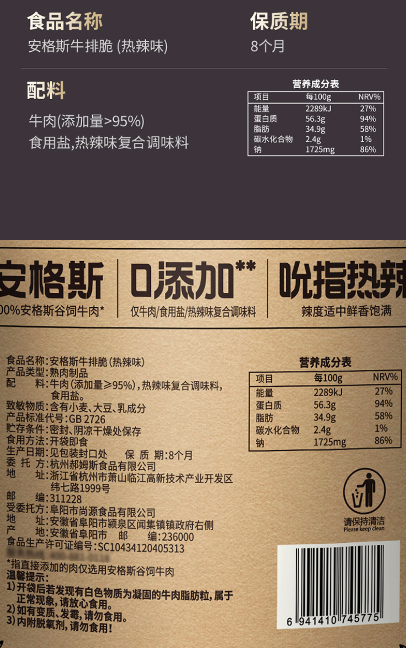 食品名称
安格斯牛排脆 (热辣味)
保质期
8个月
配料
牛肉(添加量>95%)
食用盐,热辣味复合调味料
营养成分表
项目 每100g NRV%
能量 2289kJ 27%
蛋白质 56.3g 94%
脂肪 34.9g 58%
碳水化合物 2.4g 1%
钠 1725mg 86%
安格斯
00%安格斯谷饲牛肉*
0添加**
仅牛肉/食用盐/热辣味复合调味料
吮指热辣
辣度适中鲜香饱满
食品名称:安格斯牛排脆(热辣味)
产品类型:熟肉制品
配 料:牛肉(添加量≥95%),热辣味复合调味料,
食用盐。
致敏物质:含有小麦、大豆、乳成分
产品标准代号:GB 2726
贮存条件:密封、阴凉干燥处保存
食用方法:开袋即食
生产日期:见包装封口处 保 质 期:8个月
委 托 方:杭州郝姆斯食品有限公司
地 址:浙江省杭州市萧山临江高新技术产业开发区
纬七路1999号
邮 编:311228
受委托方:阜阳市尚源食品有限公司
地 址:安徽省阜阳市颍泉区闻集镇镇政府右侧
产 地:安徽省阜阳市 邮 编:236000
食品生产许可证编号:SC10434120405313
*指直接添加的肉仅选用安格斯谷饲牛肉
温馨提示:
1)开袋后若发现有白色物质为凝固的牛肉脂肪粒,属于
正常现象,请放心食用。
2)如有变质、发霉,请勿食用。
3)内附脱氧剂,请勿食用!
营养成分表
项目 每100g NRV%
能量 2289kJ 27%
蛋白质 56.3g 94%
脂肪 34.9g 58%
碳水化合物 2.4g 1%
钠 1725mg 86%
请保持清洁
Please keep clean
6 941410 745775